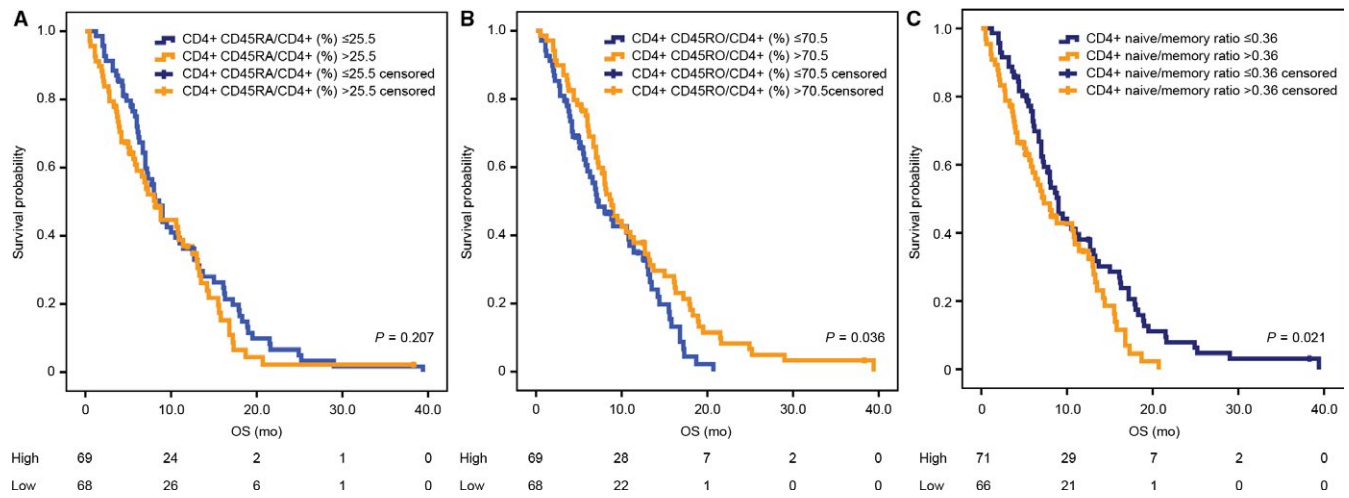 A
1.0
0.8
0.6
0.4
0.2
0
Survival probability
CD4+ CD45RA/CD4+ (%) ≤25.5
CD4+ CD45RA/CD4+ (%) >25.5
CD4+ CD45RA/CD4+ (%) ≤25.5 censored
CD4+ CD45RA/CD4+ (%) >25.5 censored
P = 0.207
0 10.0 20.0 30.0 40.0
OS (mo)
High 69 24 2 1 0
Low 68 26 6 1 0
B
1.0
0.8
0.6
0.4
0.2
0
Survival probability
CD4+ CD45RO/CD4+ (%) ≤70.5
CD4+ CD45RO/CD4+ (%) >70.5
CD4+ CD45RO/CD4+ (%) ≤70.5 censored
CD4+ CD45RO/CD4+ (%) >70.5censored
P = 0.036
0 10.0 20.0 30.0 40.0
OS (mo)
High 69 28 7 2 0
Low 68 22 1 0 0
C
1.0
0.8
0.6
0.4
0.2
0
Survival probability
CD4+ naive/memory ratio ≤0.36
CD4+ naive/memory ratio >0.36
CD4+ naive/memory ratio ≤0.36 censored
CD4+ naive/memory ratio >0.36 censored
P = 0.021
0 10.0 20.0 30.0 40.0
OS (mo)
High 71 29 7 2 0
Low 66 21 1 0 0